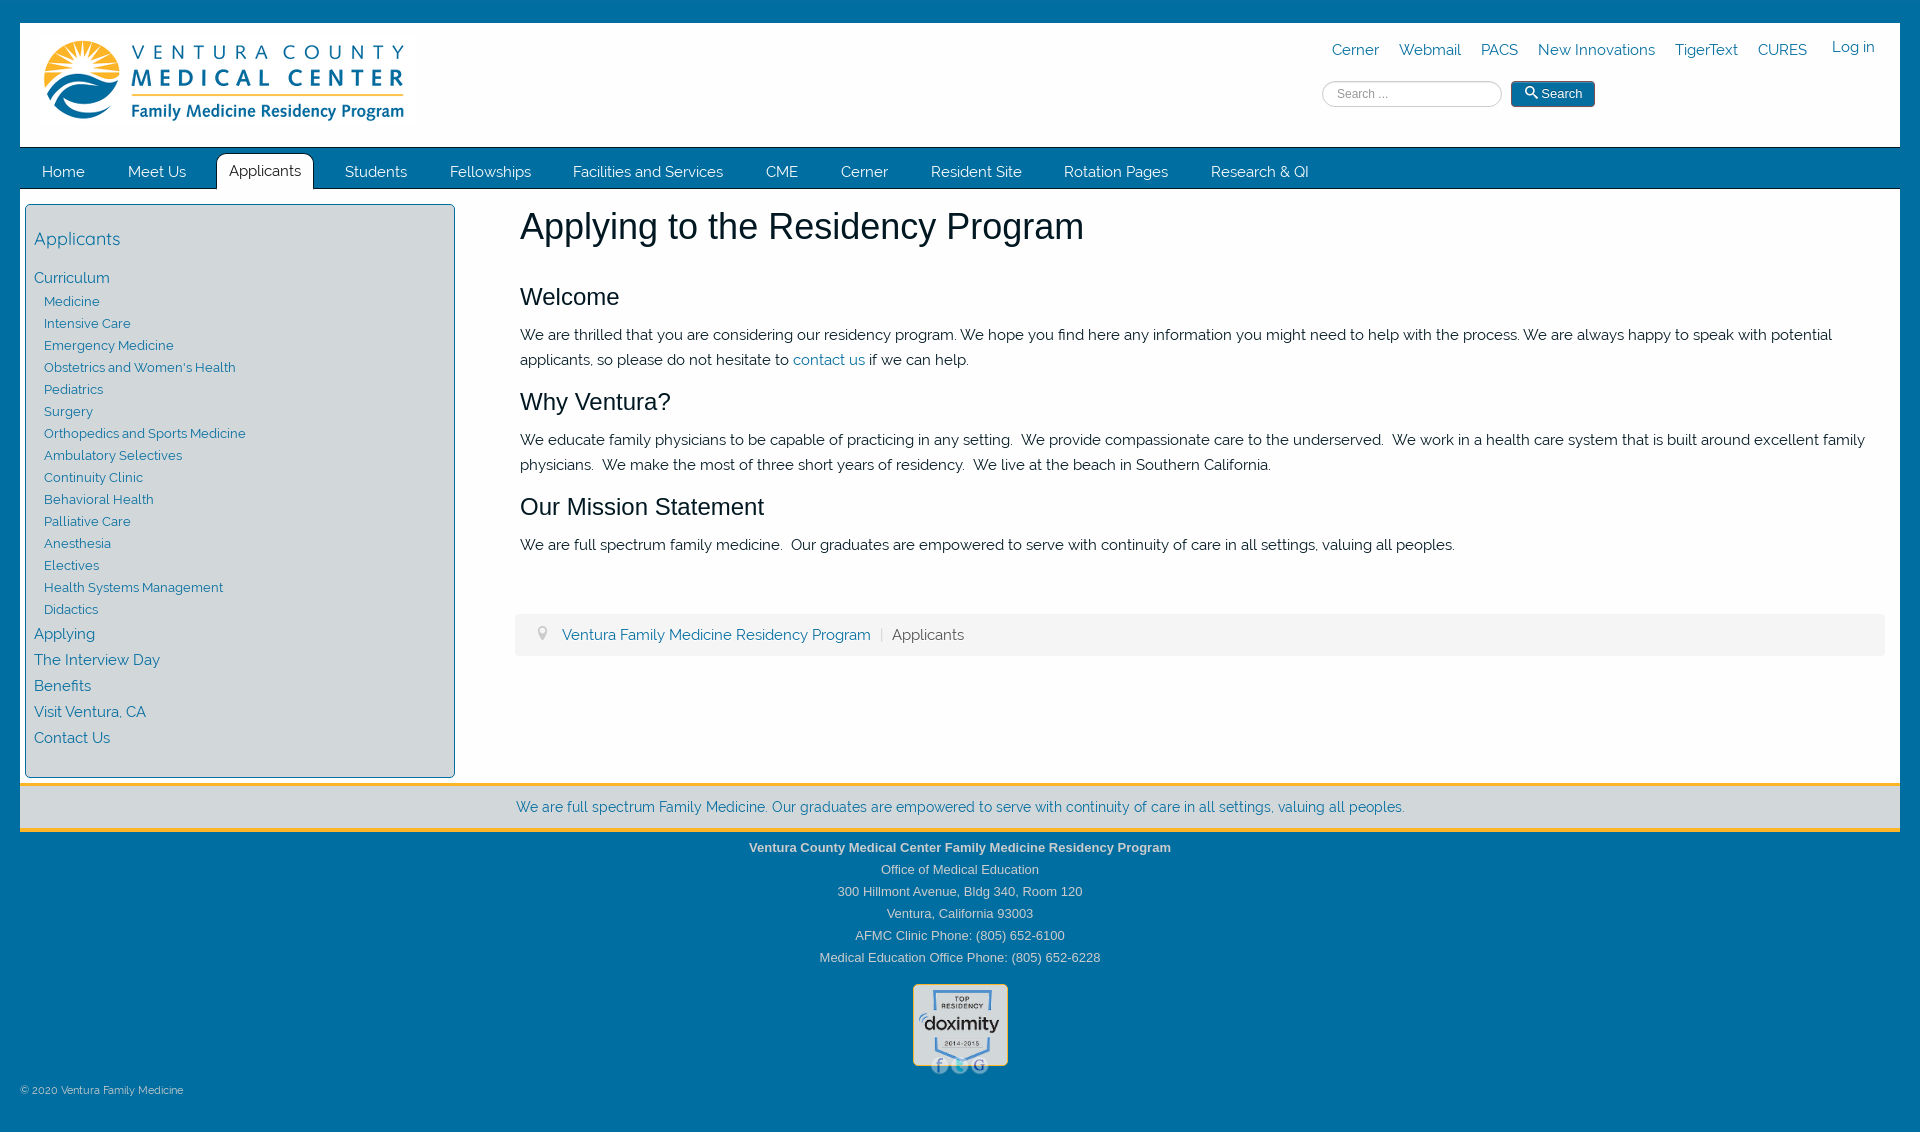 VENTURA COUNTY
MEDICAL CENTER
Family Medicine Residency Program
Cerner Webmail PACS New Innovations TigerText CURES Log in
Search ... Search
Home Meet Us Applicants Students Fellowships Facilities and Services CME Cerner Resident Site Rotation Pages Research & QI
Applicants
Curriculum
Medicine
Intensive Care
Emergency Medicine
Obstetrics and Women's Health
Pediatrics
Surgery
Orthopedics and Sports Medicine
Ambulatory Selectives
Continuity Clinic
Behavioral Health
Palliative Care
Anesthesia
Electives
Health Systems Management
Didactics
Applying
The Interview Day
Benefits
Visit Ventura, CA
Contact Us
Applying to the Residency Program
Welcome
We are thrilled that you are considering our residency program. We hope you find here any information you might need to help with the process. We are always happy to speak with potential
applicants, so please do not hesitate to contact us if we can help.
Why Ventura?
We educate family physicians to be capable of practicing in any setting.  We provide compassionate care to the underserved.  We work in a health care system that is built around excellent family
physicians.  We make the most of three short years of residency.  We live at the beach in Southern California.
Our Mission Statement
We are full spectrum family medicine.  Our graduates are empowered to serve with continuity of care in all settings, valuing all peoples.
Ventura Family Medicine Residency Program | Applicants
We are full spectrum Family Medicine. Our graduates are empowered to serve with continuity of care in all settings, valuing all peoples.
Ventura County Medical Center Family Medicine Residency Program
Office of Medical Education
300 Hillmont Avenue, Bldg 340, Room 120
Ventura, California 93003
AFMC Clinic Phone: (805) 652-6100
Medical Education Office Phone: (805) 652-6228
TOP
RESIDENCY
doximity
2014-2015
f t G
© 2020 Ventura Family Medicine